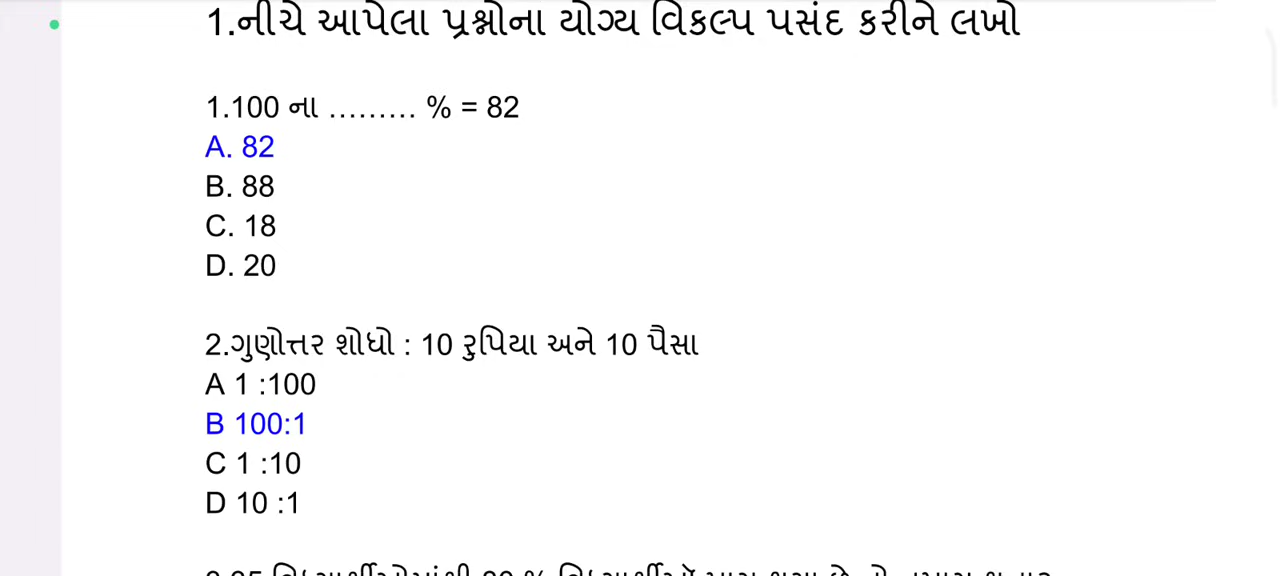 1.નીચે આપેલા પ્રશ્નોના યોગ્ય વિકલ્પ પસંદ કરીને લખો
1.100 ના ......... % = 82
A. 82
B. 88
C. 18
D. 20
2.ગુણોત્તર શોધો : 10 રુપિયા અને 10 પૈસા
A 1 :100
B 100:1
C 1 :10
D 10 :1